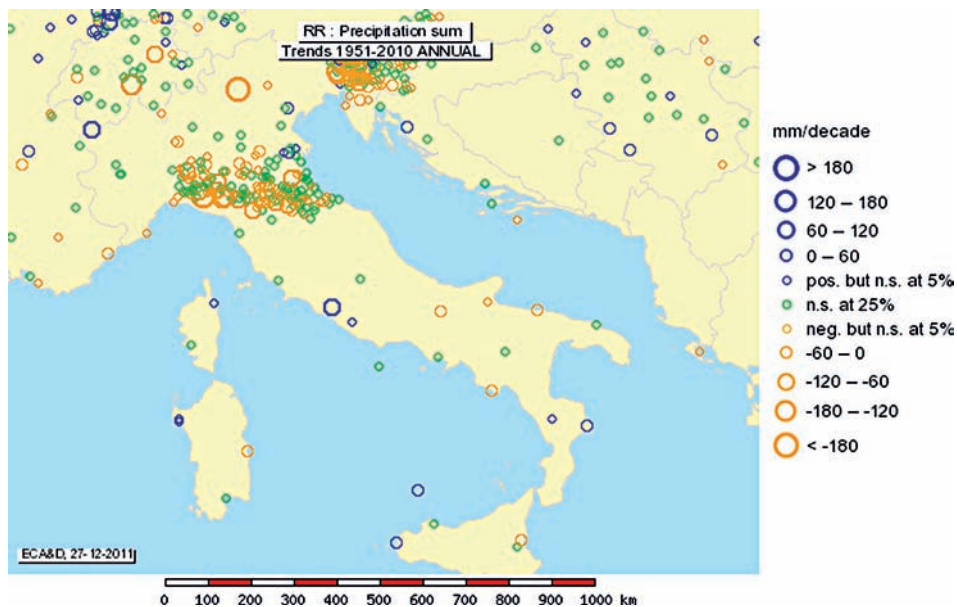 RR : Precipitation sum
Trends 1951-2010 ANNUAL
mm/decade
> 180
120 – 180
60 – 120
0 – 60
pos. but n.s. at 5%
n.s. at 25%
neg. but n.s. at 5%
-60 – 0
-120 – -60
-180 – -120
< -180
ECA&D, 27-12-2011
0 100 200 300 400 500 600 700 800 900 1000 km